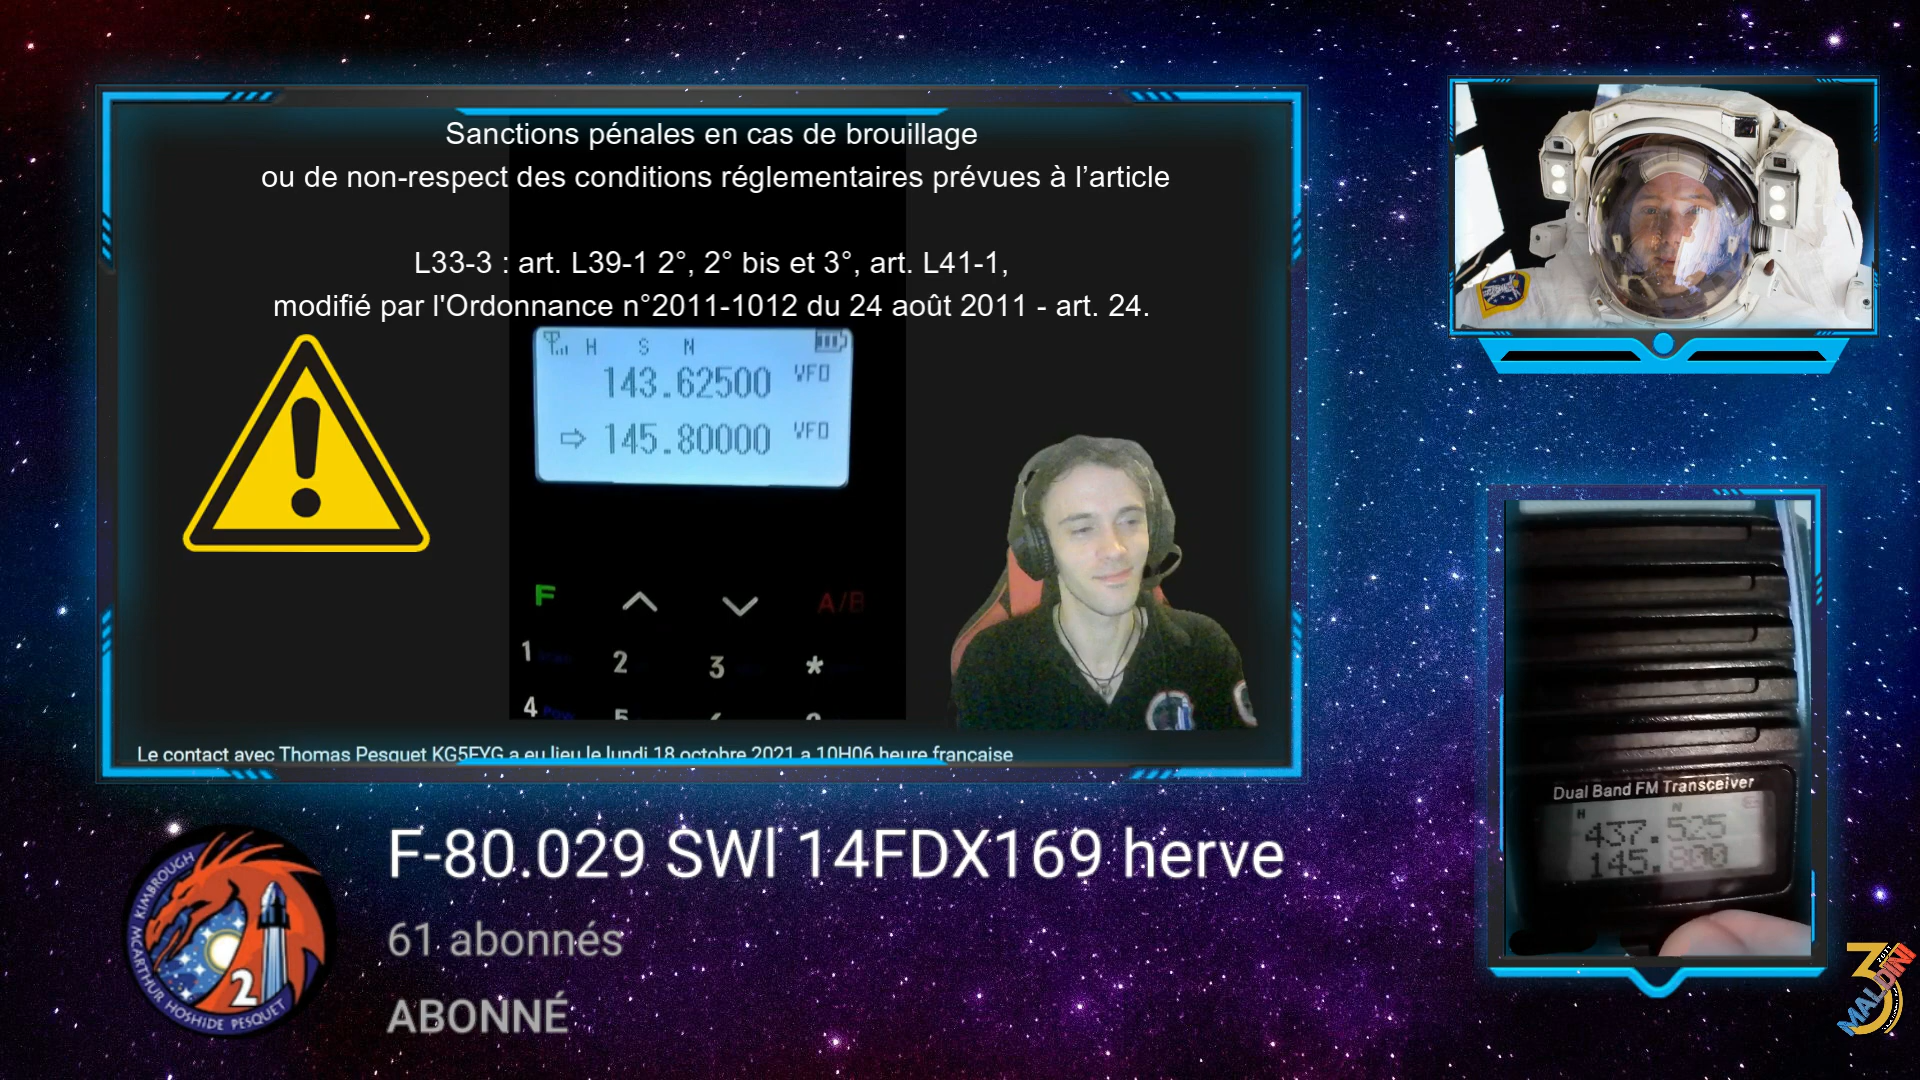 Sanctions pénales en cas de brouillage
ou de non-respect des conditions réglementaires prévues à l’article
L33-3 : art. L39-1 2°, 2° bis et 3°, art. L41-1,
modifié par l'Ordonnance n°2011-1012 du 24 août 2011 - art. 24.
H S N
143.62500 VFO
145.80000 VFO
F A/B
1 2 3 *
4 5
Le contact avec Thomas Pesquet KG5FYG a eu lieu le lundi 18 octobre 2021 a 10H06 heure francaise
Dual Band FM Transceiver
H N
437.525
145.800
F-80.029 SWl 14FDX169 herve
61 abonnés
ABONNÉ
MCARTHUR KIMBROUGH HOSHIDE PESQUET
2
3
MALDINI